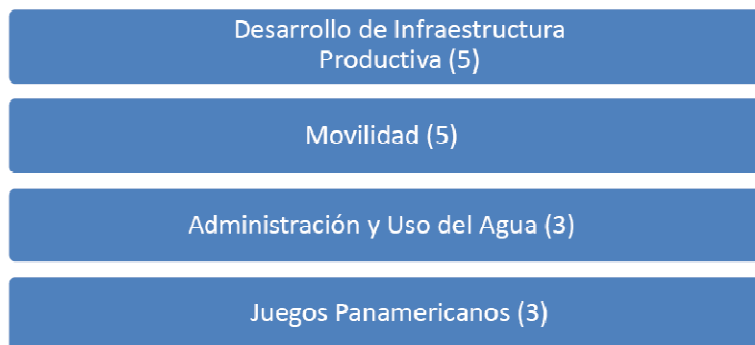 Desarrollo de Infraestructura
Productiva (5)
Movilidad (5)
Administración y Uso del Agua (3)
Juegos Panamericanos (3)